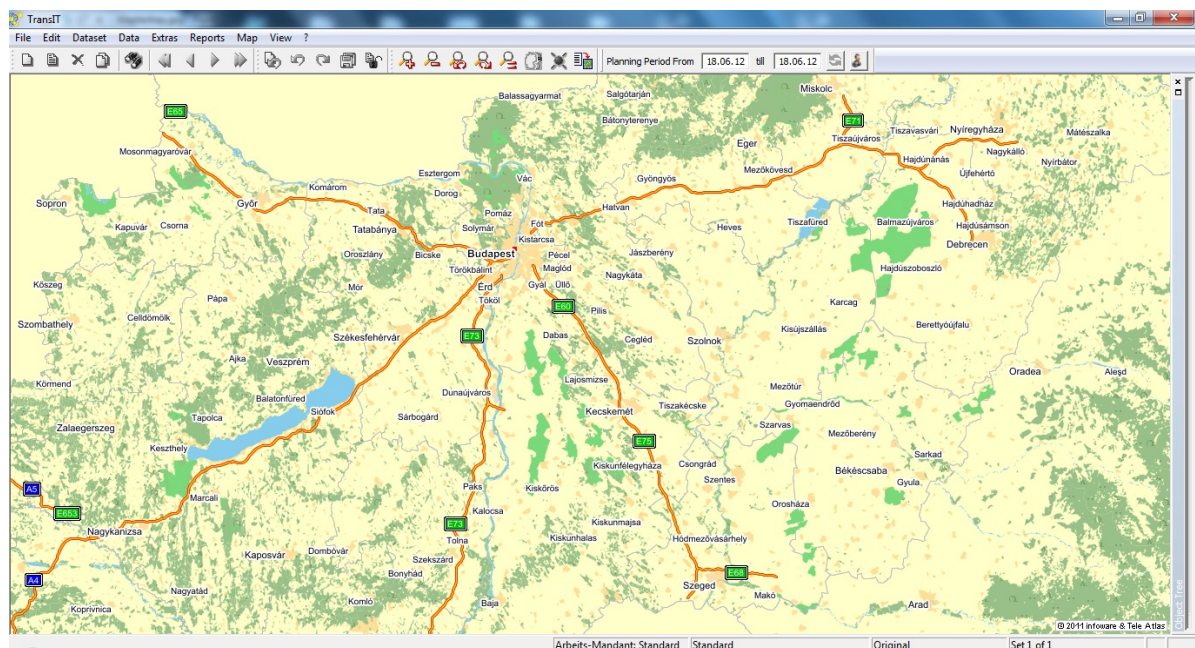 TransIT
File Edit Dataset Data Extras Reports Map View ?
Planning Period From 18.06.12 till 18.06.12
Balassagyarmat
Salgótarján
Miskolc
E65
Bátonyterenye
E71
Tiszaújváros
Tiszavasvári
Nyíregyháza
Mátészalka
Mosonmagyaróvár
Eger
Nagykálló
Hajdúnánás
Nyírbátor
Esztergom
Vác
Mezőkövesd
Újfehértó
Komárom
Dorog
Gyöngyös
Sopron
Győr
Tata
Pomáz
Hatvan
Hajdúhadház
Kapuvár
Csorna
Tatabánya
Solymár
Fót
Tiszafüred
Balmazújváros
Hajdúsámson
Heves
Kistarcsa
Debrecen
Oroszlány
Bicske
Budapest
Pécel
Jászberény
Törökbálint
Maglód
Nagykáta
Hajdúszoboszló
Kőszeg
Mór
Érd
Gyál
Üllő
Pápa
Tököl
Karcag
E60
Pilis
Szombathely
Celldömölk
Székesfehérvár
E73
Dabas
Cegléd
Szolnok
Kisújszállás
Berettyóújfalu
Ajka
Veszprém
Körmend
Lajosmizse
Mezőtúr
Oradea
Aleşd
Balatonfüred
Dunaújváros
Siófok
Tapolca
Sárbogárd
Kecskemét
Tiszakécske
Gyomaendrőd
Zalaegerszeg
Szarvas
Mezőberény
Keszthely
E75
Sarkad
Kiskunfélegyháza
Csongrád
Békéscsaba
Szentes
Gyula
A5
Marcali
Paks
Kiskőrös
Orosháza
E653
Kalocsa
Nagykanizsa
E73
Kiskunmajsa
Tolna
Kiskunhalas
Hódmezővásárhely
Kaposvár
Dombóvár
Szekszárd
Bonyhád
A4
E68
Szeged
Nagyatád
Makó
Komló
Baja
Arad
Koprivnica
Object Tree
© 2011 infoware & Tele Atlas
Arbeits-Mandant: Standard Standard Original Set 1 of 1